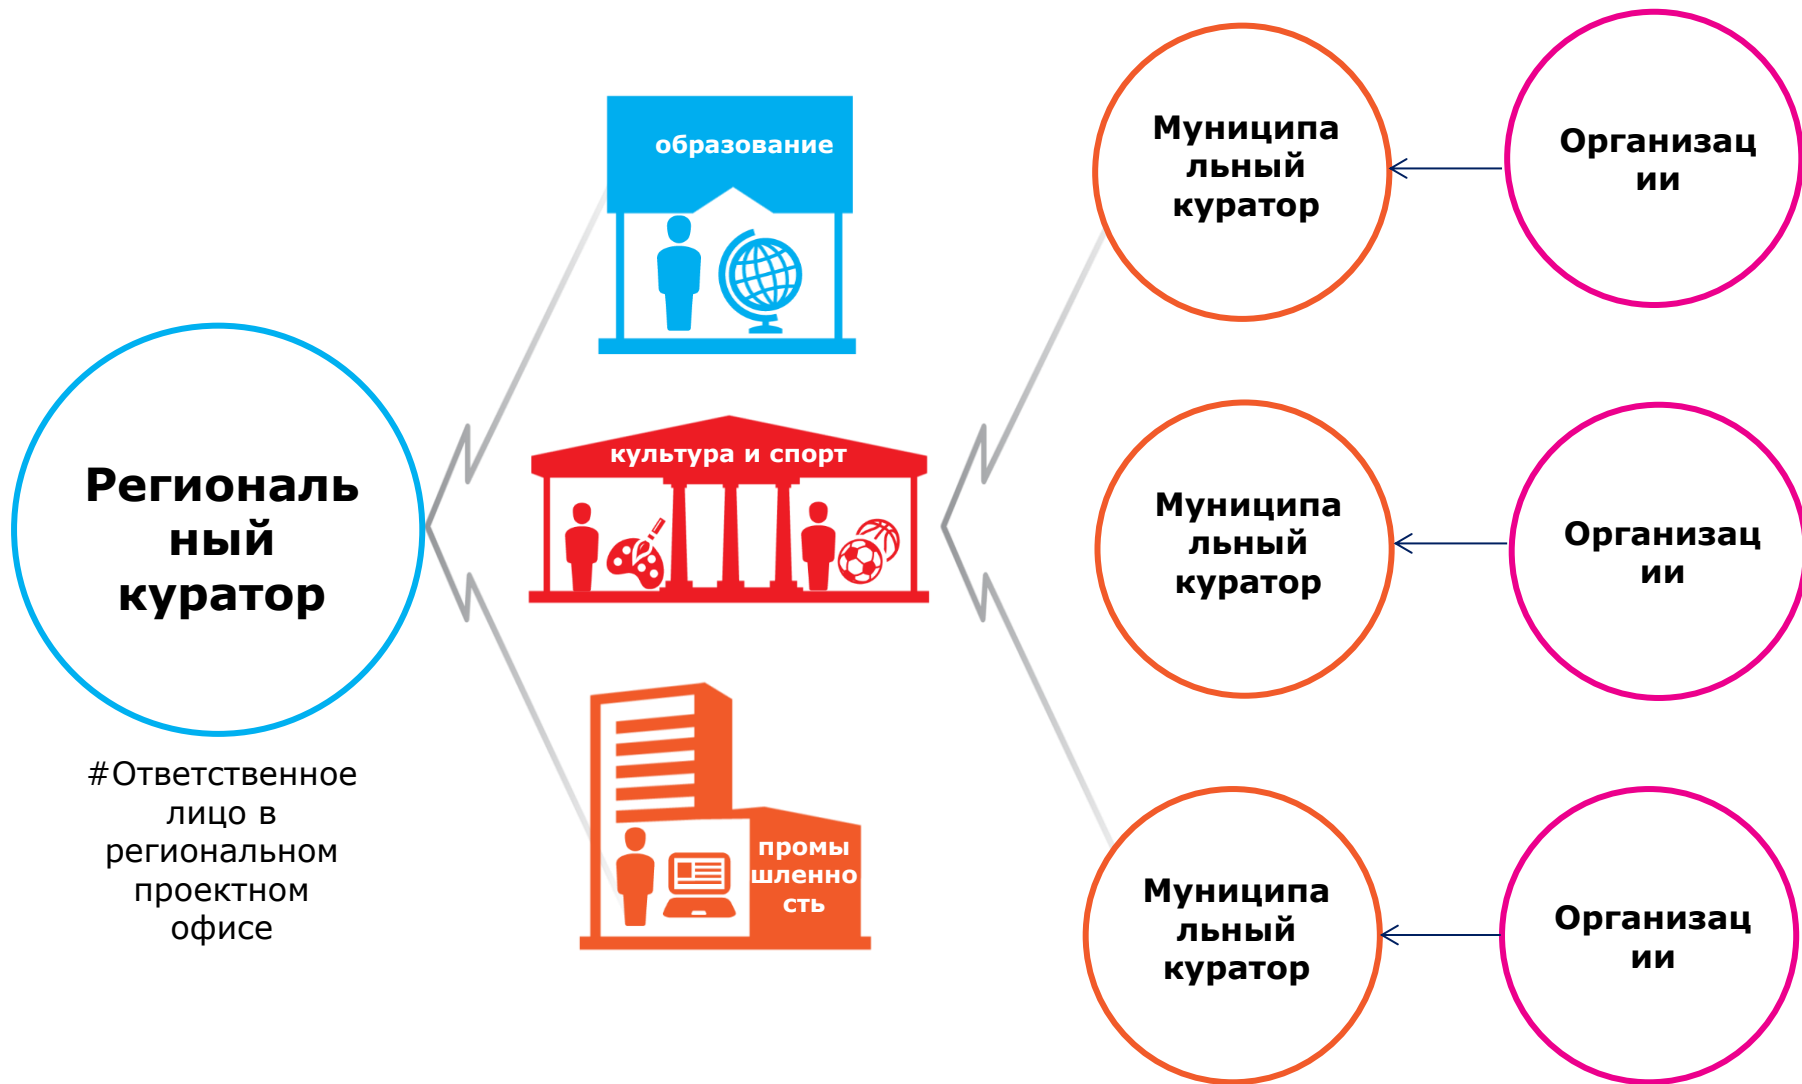 Региональ
ный
куратор
#Ответственное
лицо в
региональном
проектном
офисе
образование
культура и спорт
промы
шленно
сть
Муниципа
льный
куратор
Организац
ии
Муниципа
льный
куратор
Организац
ии
Муниципа
льный
куратор
Организац
ии